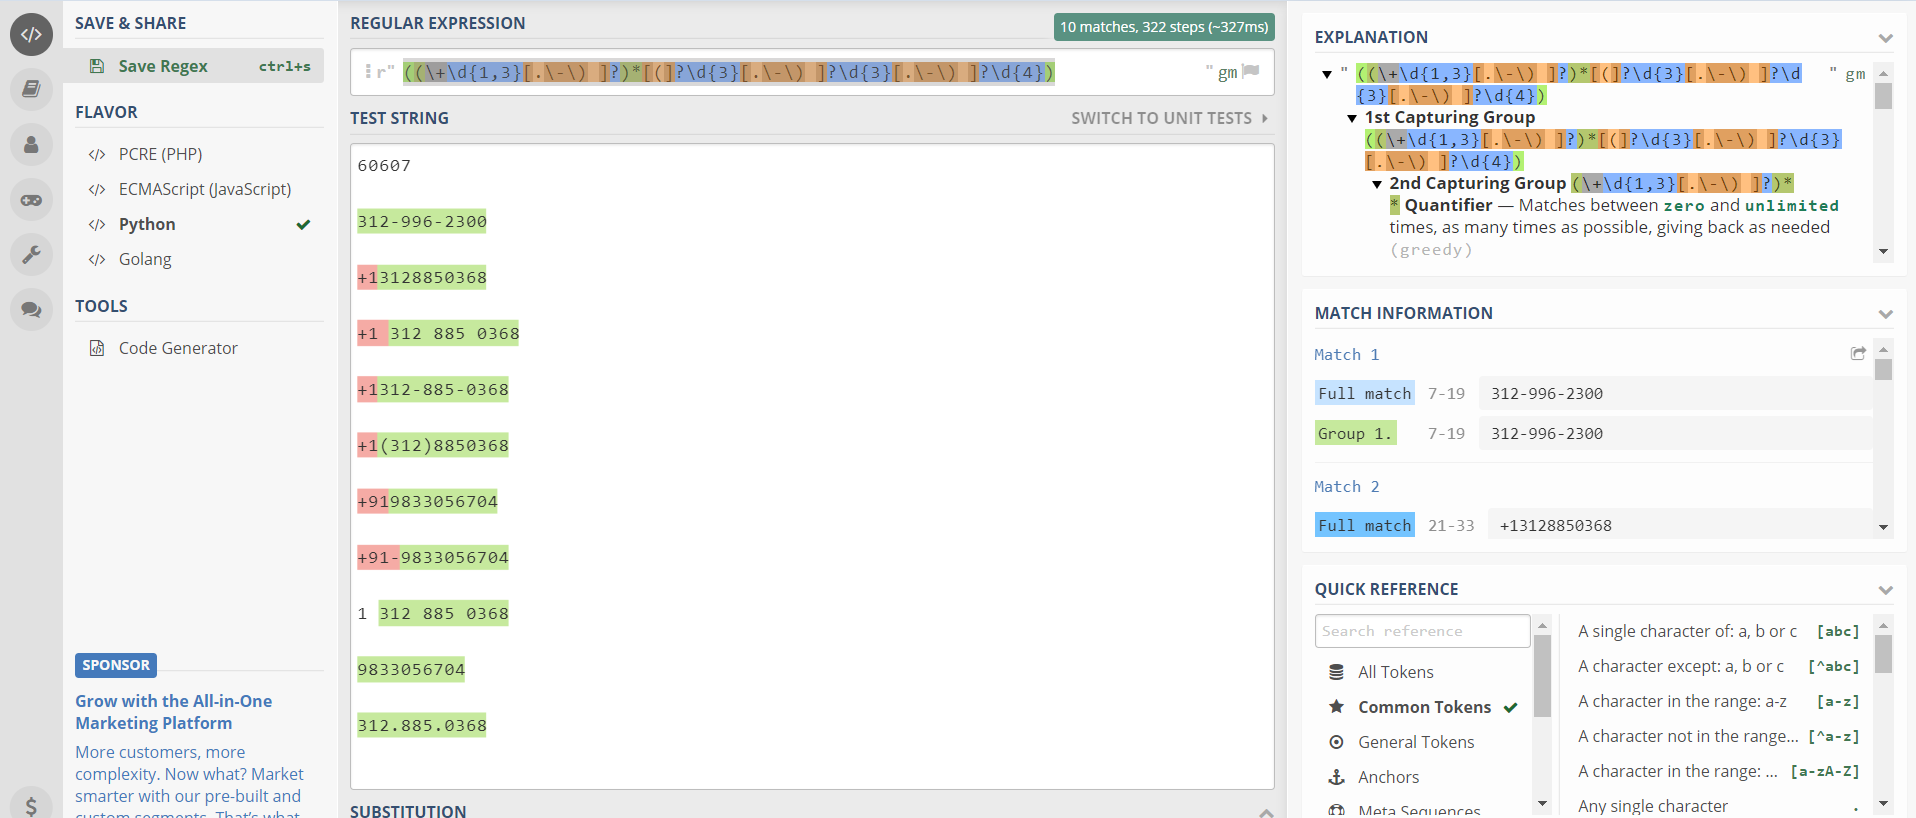 SAVE & SHARE
Save Regex ctrl+s
FLAVOR
</> PCRE (PHP)
</> ECMAScript (JavaScript)
</> Python
</> Golang
TOOLS
Code Generator
SPONSOR
Grow with the All-in-One
Marketing Platform
More customers, more
complexity. Now what? Market
smarter with our pre-built and
custom segments. That's what
$
REGULAR EXPRESSION
10 matches, 322 steps (~327ms)
r" ((\+\d{1,3}[.\-\) ]?)*[(]?\d{3}[.\-\) ]?\d{3}[.\-\) ]?\d{4}) " gm
TEST STRING
SWITCH TO UNIT TESTS
60607
312-996-2300
+13128850368
+1 312 885 0368
+1312-885-0368
+1(312)8850368
+919833056704
+91-9833056704
1 312 885 0368
9833056704
312.885.0368
SUBSTITUTION
EXPLANATION
" ((\+\d{1,3}[.\-\) ]?)*[(]?\d{3}[.\-\) ]?\d " gm
{3}[.\-\) ]?\d{4})
1st Capturing Group
((\+\d{1,3}[.\-\) ]?)*[(]?\d{3}[.\-\) ]?\d{3}
[.\-\) ]?\d{4})
2nd Capturing Group (\+\d{1,3}[.\-\) ]?)*
* Quantifier — Matches between zero and unlimited
times, as many times as possible, giving back as needed
(greedy)
MATCH INFORMATION
Match 1
Full match 7-19 312-996-2300
Group 1. 7-19 312-996-2300
Match 2
Full match 21-33 +13128850368
QUICK REFERENCE
Search reference
All Tokens
Common Tokens
General Tokens
Anchors
Meta Sequences
A single character of: a, b or c [abc]
A character except: a, b or c [^abc]
A character in the range: a-z [a-z]
A character not in the range... [^a-z]
A character in the range: ... [a-zA-Z]
Any single character .